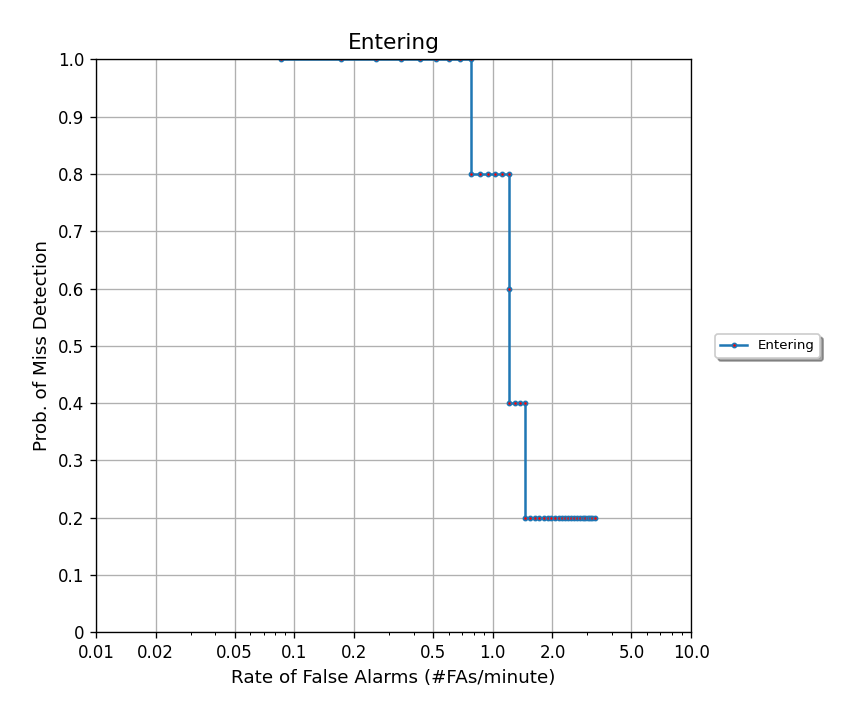 Entering
1.0
0.9
0.8
0.7
0.6
0.5
0.4
0.3
0.2
0.1
0
Prob. of Miss Detection
0.01 0.02 0.05 0.1 0.2 0.5 1.0 2.0 5.0 10.0
Rate of False Alarms (#FAs/minute)
Entering